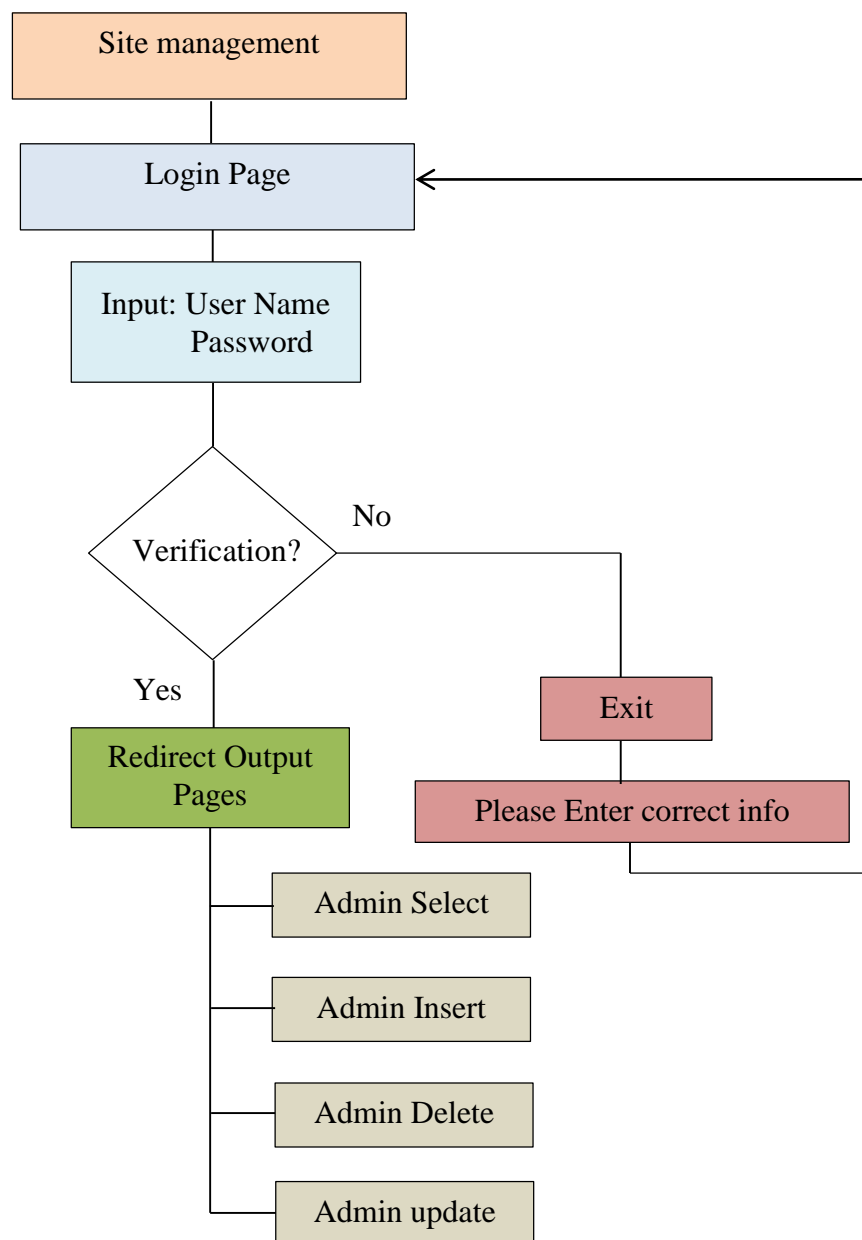 Site management
Login Page
Input: User Name
Password
Verification?
No
Yes
Exit
Redirect Output
Pages
Please Enter correct info
Admin Select
Admin Insert
Admin Delete
Admin update